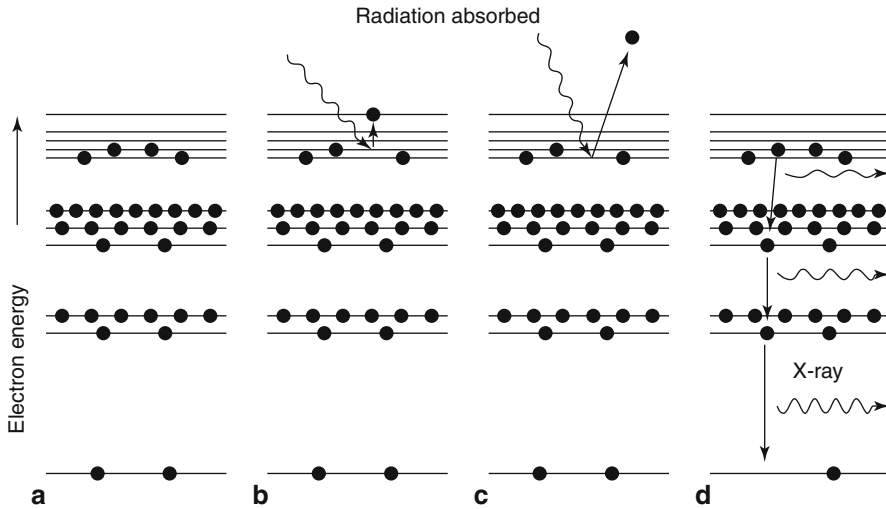 Radiation absorbed
Electron energy
X-ray
a
b
c
d